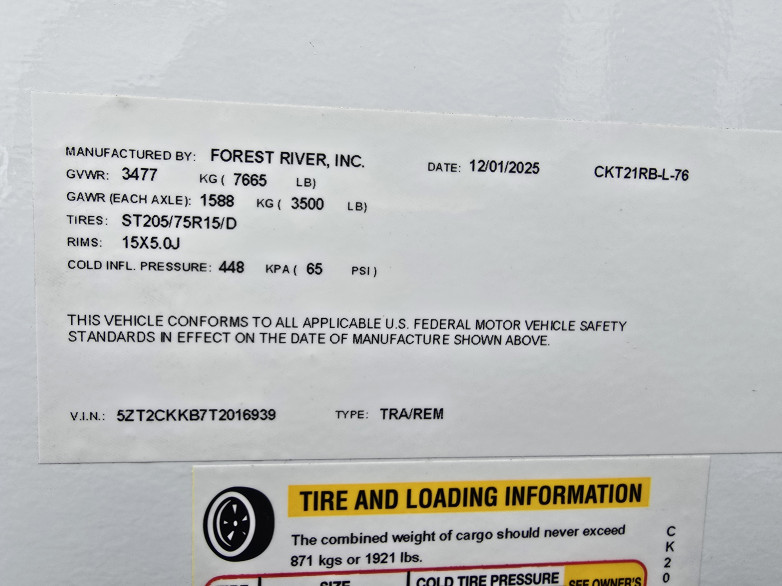 MANUFACTURED BY: FOREST RIVER, INC. DATE: 12/01/2025 CKT21RB-L-76
GVWR: 3477 KG ( 7665 LB)
GAWR (EACH AXLE): 1588 KG ( 3500 LB)
TIRES: ST205/75R15/D
RIMS: 15X5.0J
COLD INFL. PRESSURE: 448 KPA ( 65 PSI )
THIS VEHICLE CONFORMS TO ALL APPLICABLE U.S. FEDERAL MOTOR VEHICLE SAFETY
STANDARDS IN EFFECT ON THE DATE OF MANUFACTURE SHOWN ABOVE.
V.I.N.: 5ZT2CKKB7T2016939 TYPE: TRA/REM
TIRE AND LOADING INFORMATION
The combined weight of cargo should never exceed
871 kgs or 1921 lbs.
SIZE COLD TIRE PRESSURE SEE OWNER'S
CK20